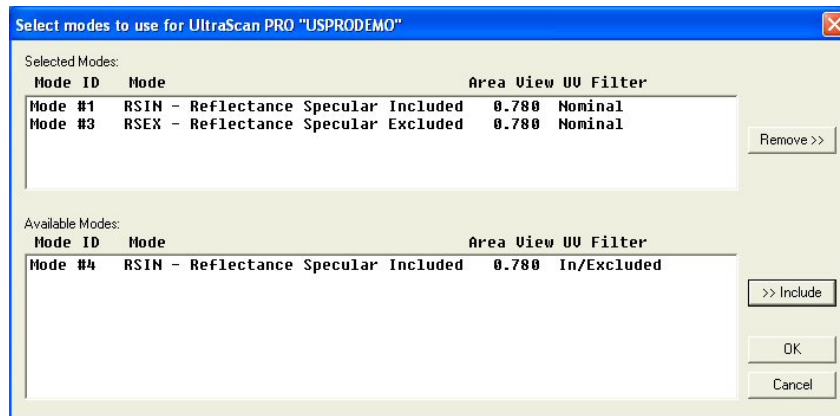 Select modes to use for UltraScan PRO "USPRODEMO"
Selected Modes:
Mode ID Mode Area View UV Filter
Mode #1 RSIN - Reflectance Specular Included 0.780 Nominal
Mode #3 RSEX - Reflectance Specular Excluded 0.780 Nominal
Remove >>
Available Modes:
Mode ID Mode Area View UV Filter
Mode #4 RSIN - Reflectance Specular Included 0.780 In/Excluded
>> Include
OK
Cancel